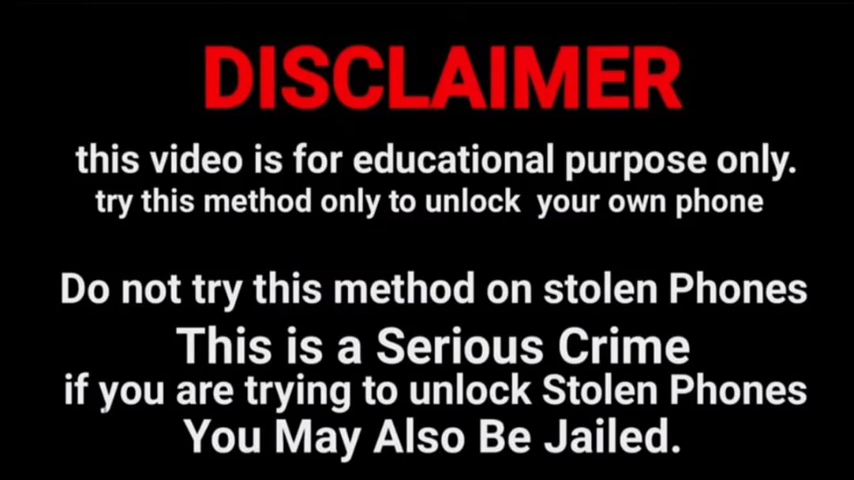 DISCLAIMER
this video is for educational purpose only.
try this method only to unlock your own phone
Do not try this method on stolen Phones
This is a Serious Crime
if you are trying to unlock Stolen Phones
You May Also Be Jailed.